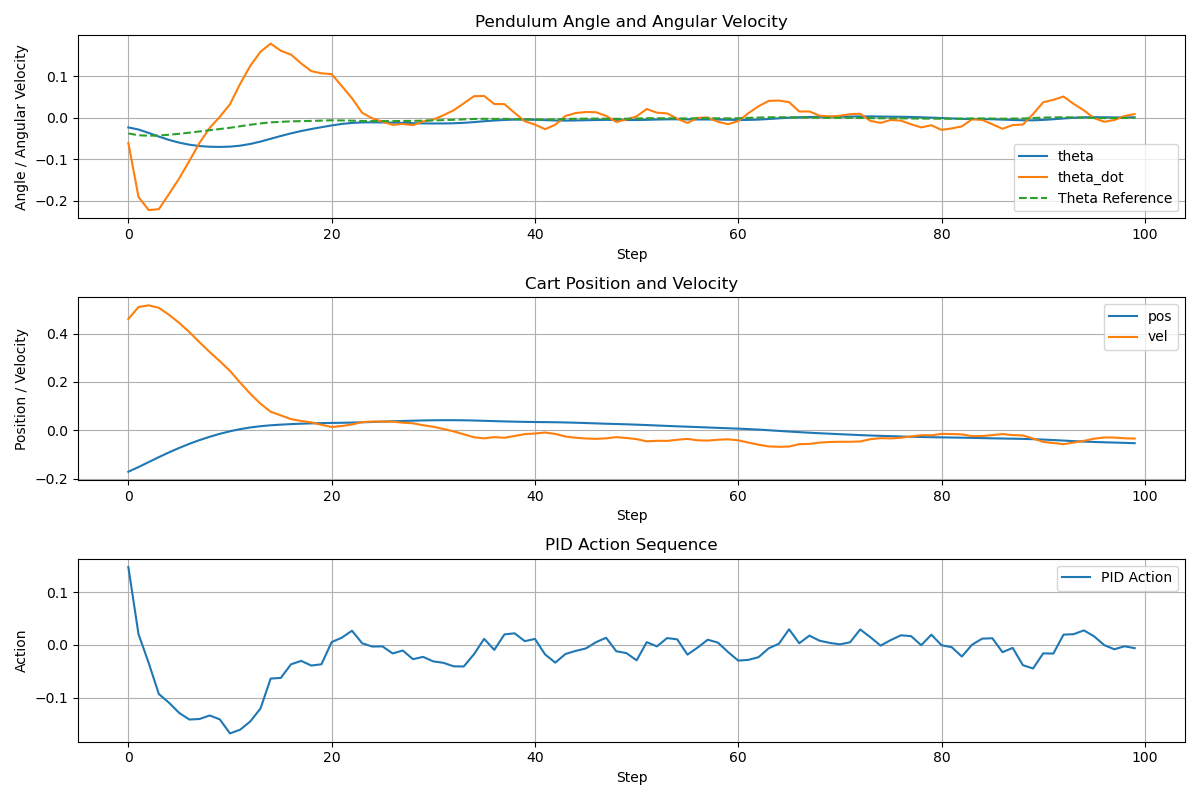 Pendulum Angle and Angular Velocity
Angle / Angular Velocity
0.1
0.0
−0.1
−0.2
theta
theta_dot
Theta Reference
0 20 40 60 80 100
Step
Cart Position and Velocity
Position / Velocity
0.4
0.2
0.0
−0.2
pos
vel
0 20 40 60 80 100
Step
PID Action Sequence
Action
0.1
0.0
−0.1
PID Action
0 20 40 60 80 100
Step